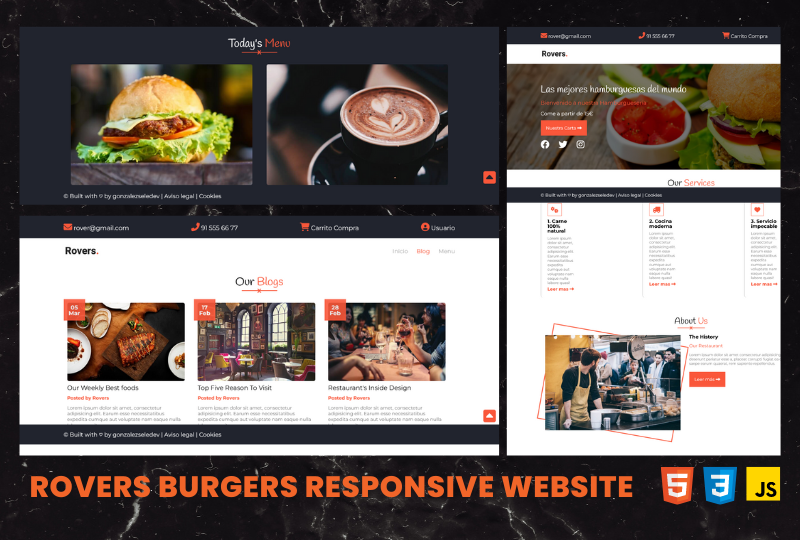 Today's Menu
© Built with ♡ by gonzalezseledev | Aviso legal | Cookies
rover@gmail.com
91 555 66 77
Carrito Compra
Usuario
Rovers.
Inicio
Blog
Menu
Our Blogs
05
Mar
17
Feb
28
Feb
Our Weekly Best foods
Posted by Rovers
Lorem ipsum dolor sit amet, consectetur
adipisicing elit. Earum esse necessitatibus
expedita cumque aut voluptate nam eaque nulla
Top Five Reason To Visit
Posted by Rovers
Lorem ipsum dolor sit amet, consectetur
adipisicing elit. Earum esse necessitatibus
expedita cumque aut voluptate nam eaque nulla
Restaurant's Inside Design
Posted by Rovers
Lorem ipsum dolor sit amet, consectetur
adipisicing elit. Earum esse necessitatibus
expedita cumque aut voluptate nam eaque nulla
© Built with ♡ by gonzalezseledev | Aviso legal | Cookies
rover@gmail.com
91 555 66 77
Carrito Compra
Rovers.
Las mejores hamburguesas del mundo
Bienvenido a nuestra hamburguesería
Come a partir de 15€
Nuestra Carta
Our Services
© Built with ♡ by gonzalezseledev | Aviso legal | Cookies
1. Carne
100%
natural
Leer mas
2. Cocina
moderna
Leer mas
3. Servicio
impecable
Leer mas
About Us
The History
Our Restaurant
Leer mas
ROVERS BURGERS RESPONSIVE WEBSITE
5
3
JS